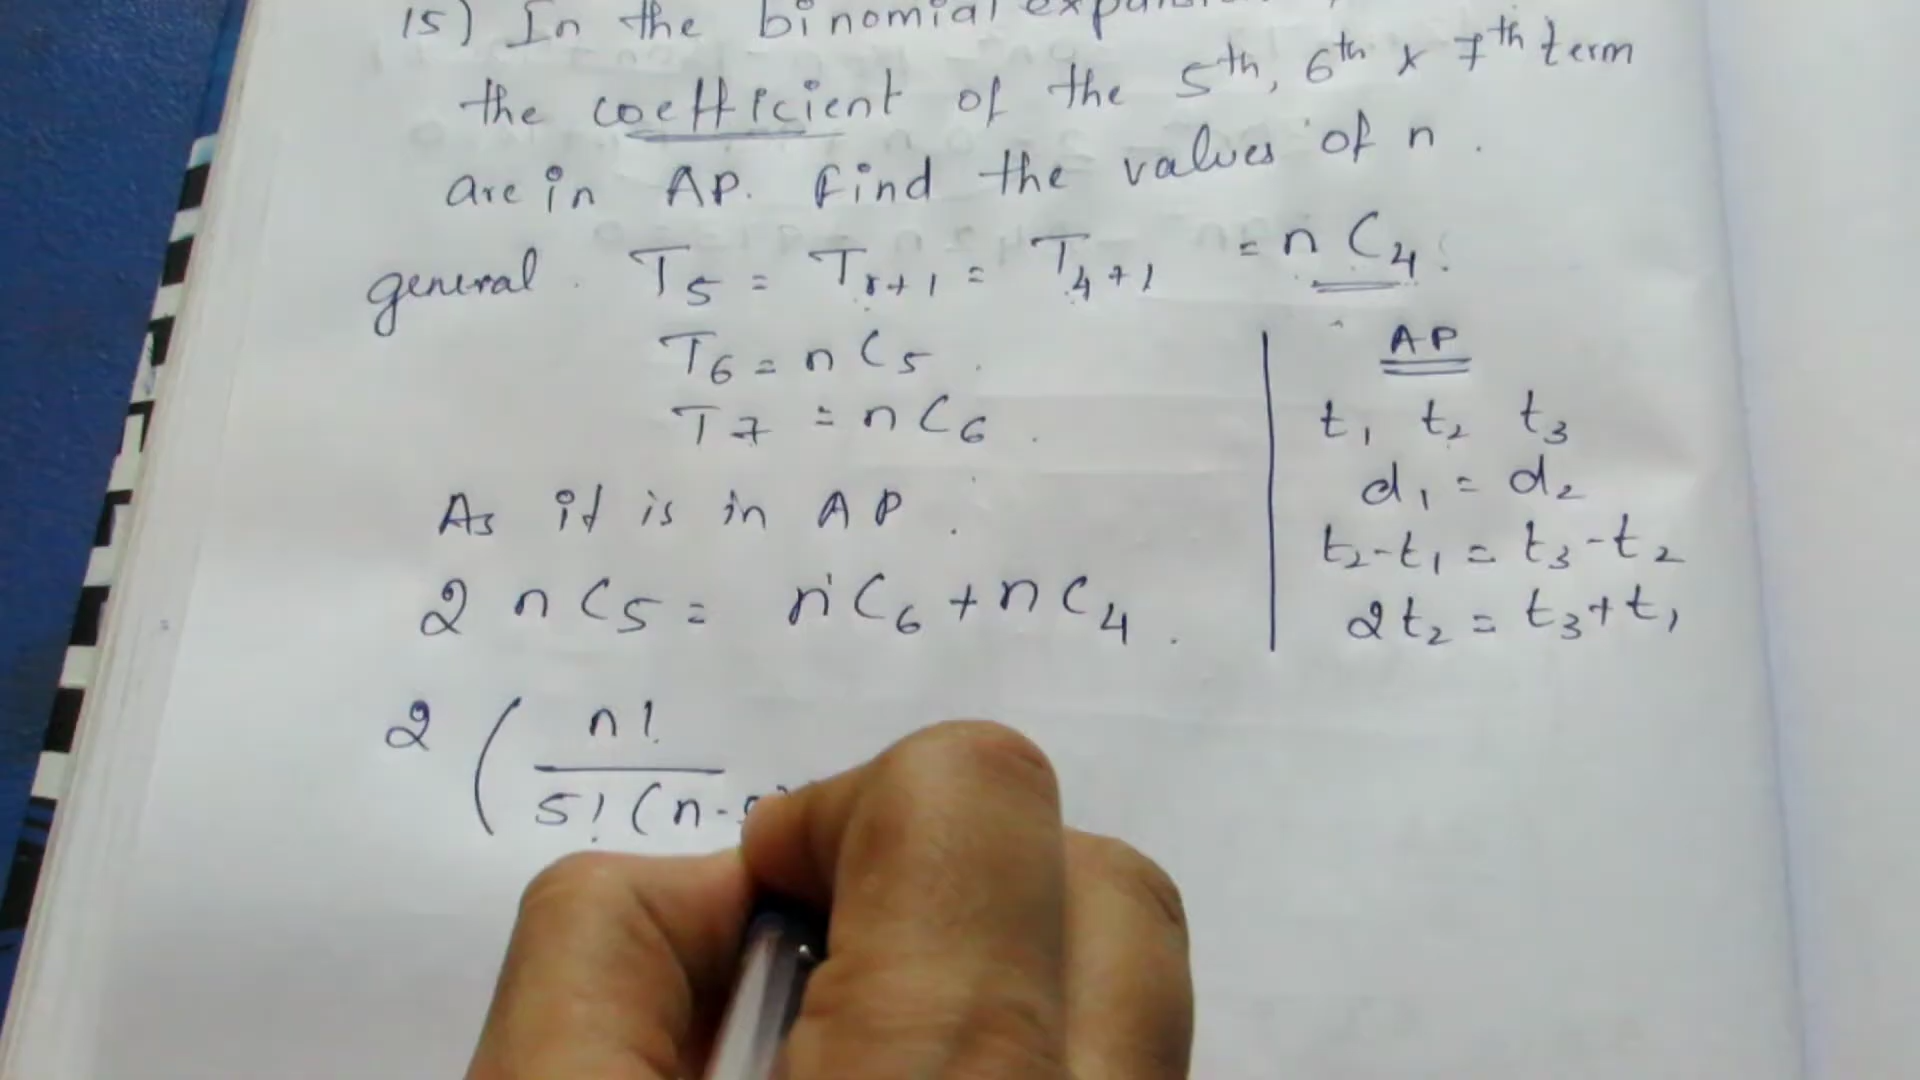 15) In the binomial
the coefficient of the 5th, 6th x 7th term
are in AP. find the values of n.
general. T5 = Tr+1 = T4+1 = nC4.
T6 = nC5.
T7 = nC6.
As it is in AP.
2 nC5 = nC6 + nC4.
2 ( n! / 5! (n-
AP
t1 t2 t3
d1 = d2
t2-t1 = t3-t2
2t2 = t3+t1